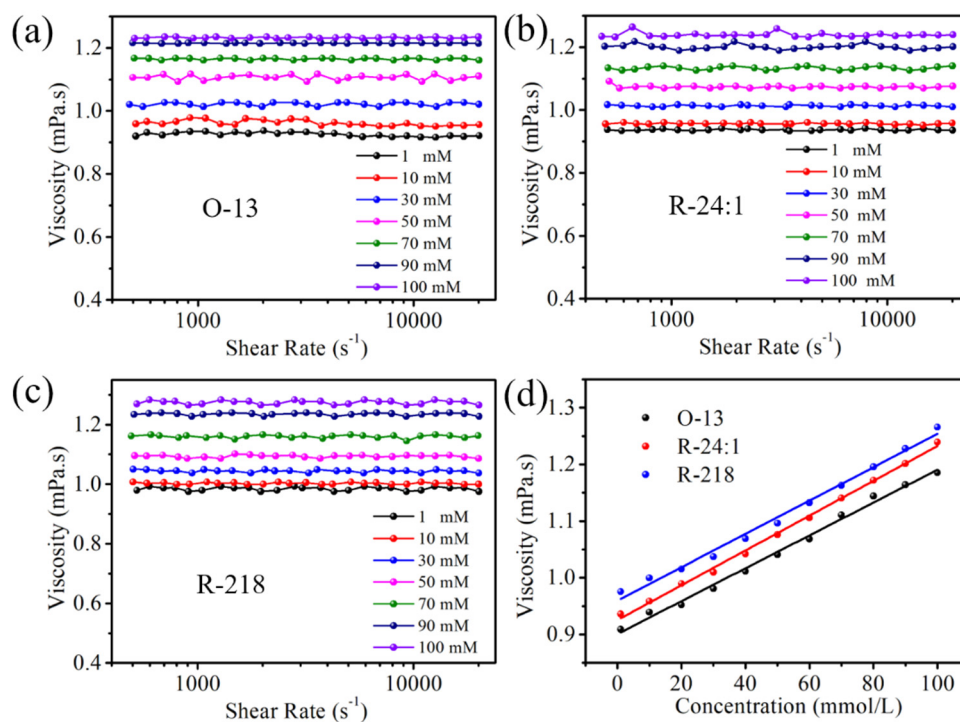 (a)
Viscosity (mPa.s)
1.2
1.0
0.8
0.6
0.4
O-13
1 mM
10 mM
30 mM
50 mM
70 mM
90 mM
100 mM
1000 10000
Shear Rate (s⁻¹)
(b)
Viscosity (mPa.s)
1.2
1.0
0.8
0.6
0.4
R-24:1
1 mM
10 mM
30 mM
50 mM
70 mM
90 mM
100 mM
1000 10000
Shear Rate (s⁻¹)
(c)
Viscosity (mPa.s)
1.2
1.0
0.8
0.6
0.4
R-218
1 mM
10 mM
30 mM
50 mM
70 mM
90 mM
100 mM
1000 10000
Shear Rate (s⁻¹)
(d)
Viscosity (mPa.s)
1.3
1.2
1.1
1.0
0.9
O-13
R-24:1
R-218
0 20 40 60 80 100
Concentration (mmol/L)